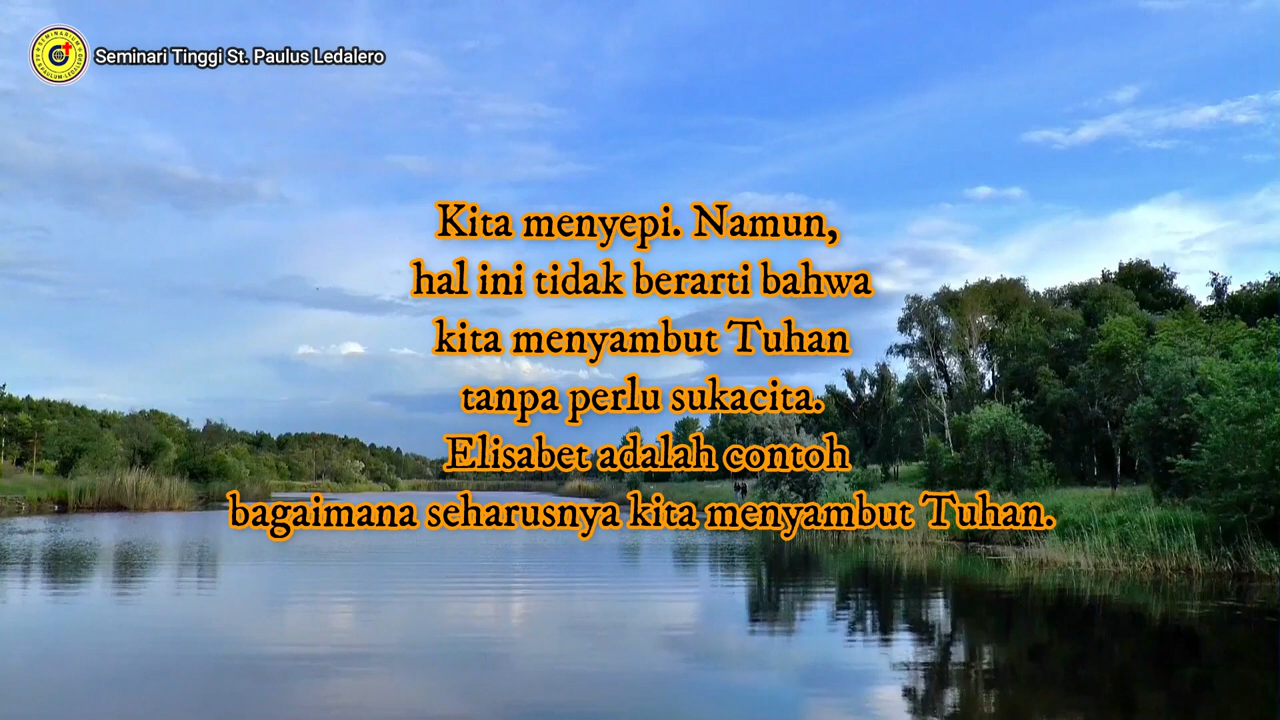 Seminari Tinggi St. Paulus Ledalero
Kita menyepi. Namun,
hal ini tidak berarti bahwa
kita menyambut Tuhan
tanpa perlu sukacita.
Elisabet adalah contoh
bagaimana seharusnya kita menyambut Tuhan.